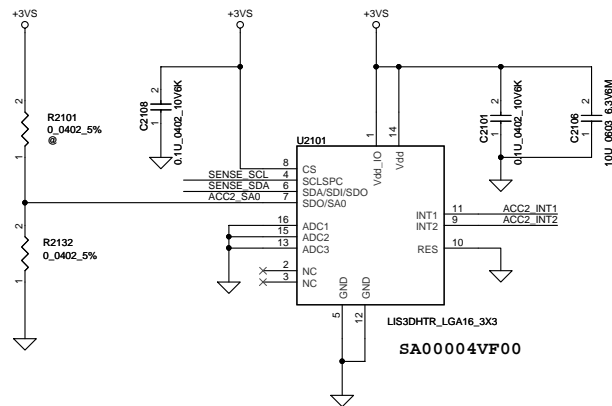 +3VS
+3VS
+3VS
2
R2101
0_0402_5%
@
1
2
R2132
0_0402_5%
1
2
1
C2108
0.1U_0402_10V6K
2
1
C2101
0.1U_0402_10V6K
2
1
C2106
10U_0603_6.3V6M
U2101
1
14
Vdd_IO
Vdd
8
CS
SENSE_SCL
4
SCLSPC
SENSE_SDA
6
SDA/SDI/SDO
ACC2_SA0
7
SDO/SA0
16
ADC1
15
ADC2
13
ADC3
2
NC
3
NC
INT1
11
ACC2_INT1
INT2
9
ACC2_INT2
RES
10
GND
GND
5
12
LIS3DHTR_LGA16_3X3
SA00004VF00